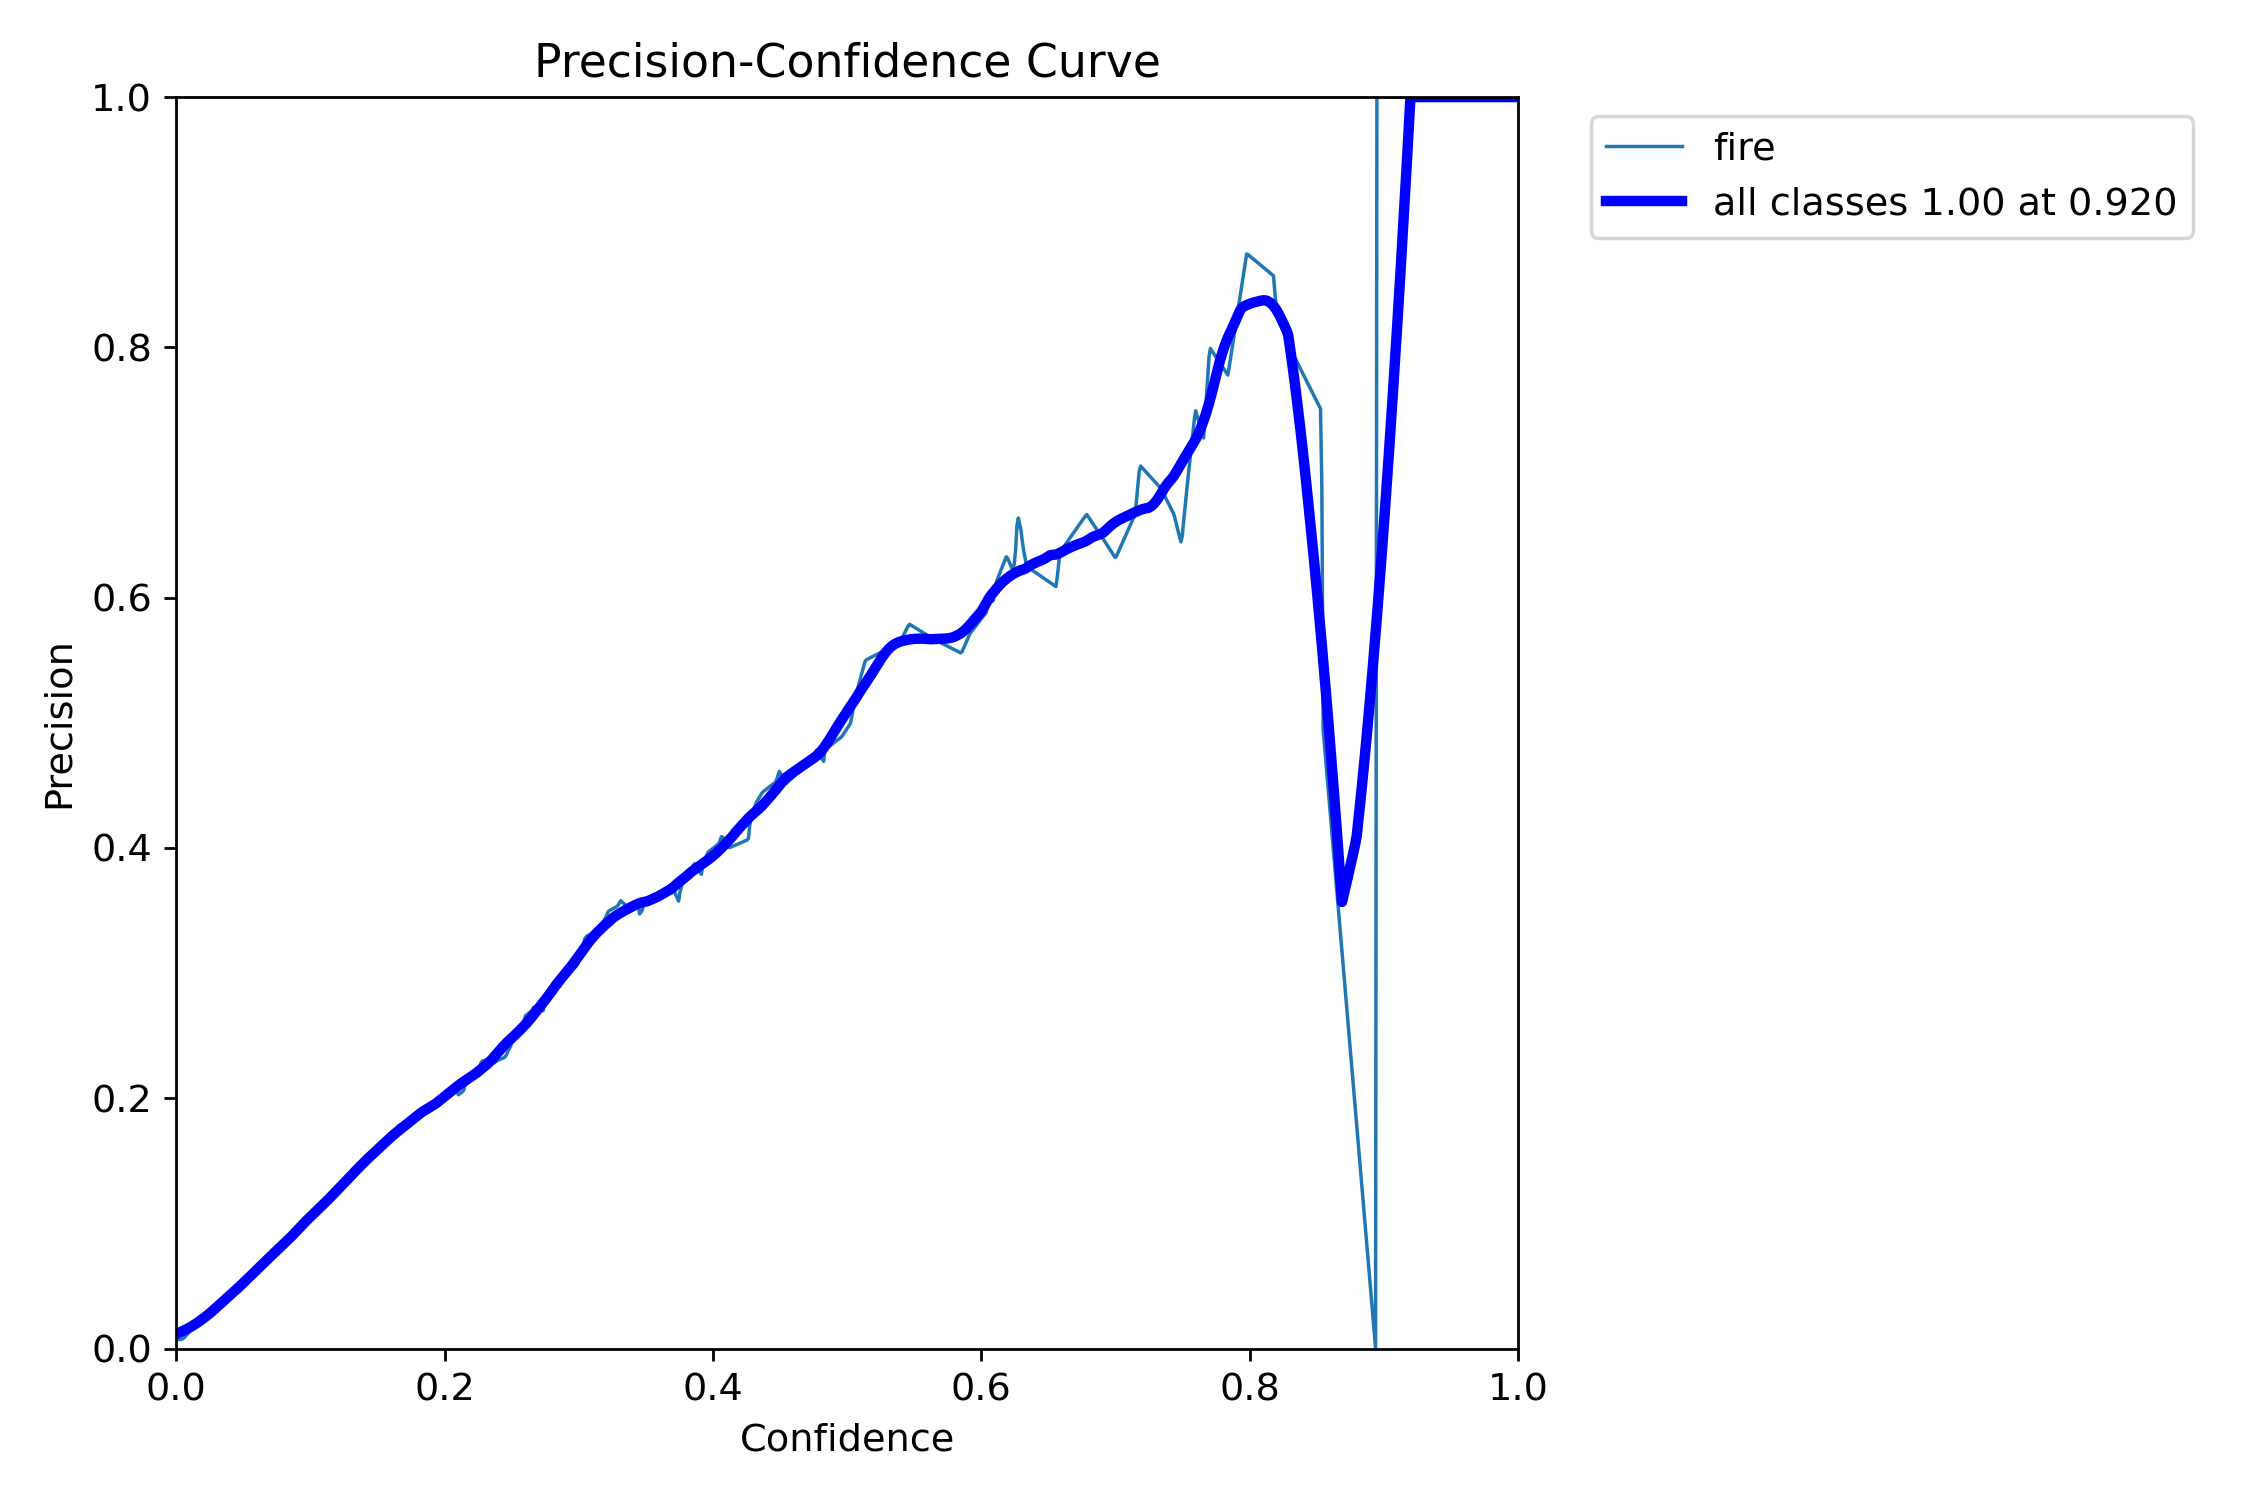 Precision-Confidence Curve
1.0
0.8
0.6
0.4
0.2
0.0
Precision
0.0 0.2 0.4 0.6 0.8 1.0
Confidence
fire
all classes 1.00 at 0.920